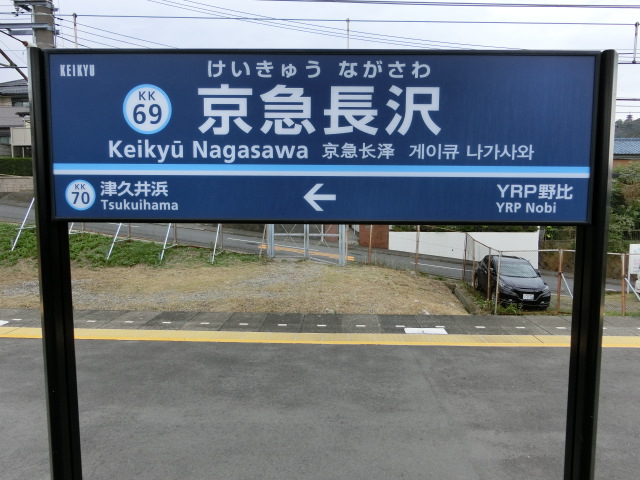 KEIKYU
けいきゅう ながさわ
KK 69 京急長沢
Keikyū Nagasawa 京急长泽 게이큐 나가사와
KK 70 津久井浜 ← YRP野比
Tsukuihama YRP Nobi